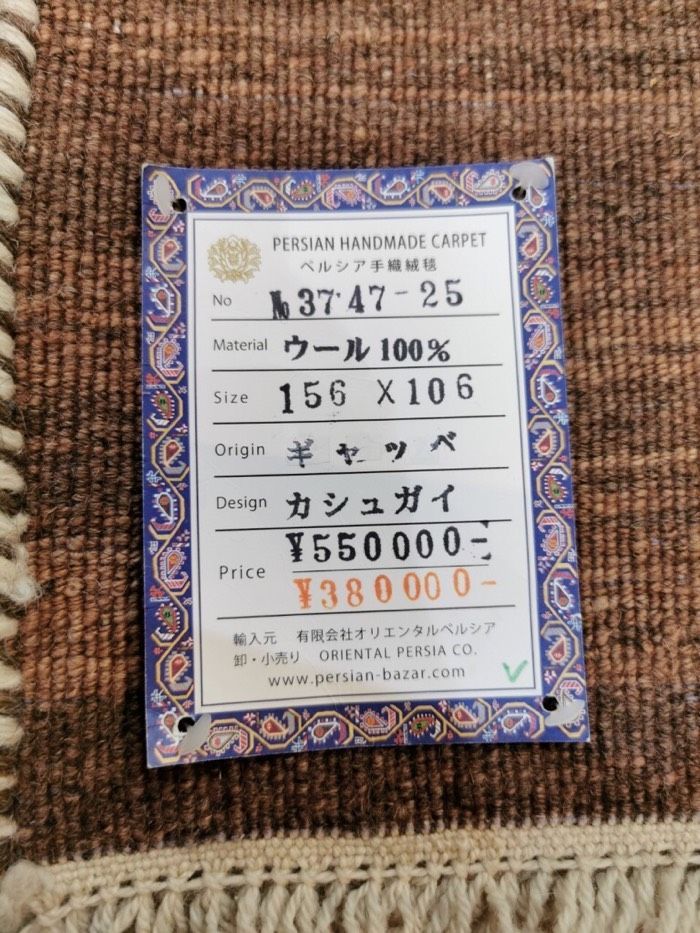 PERSIAN HANDMADE CARPET
ペルシア手織絨毯
No № 37·47-25
Material ウール100%
Size 156 X106
Origin ギャッベ
Design カシュガイ
¥550000-
Price
¥380000-
輸入元 有限会社オリエンタルペルシア
卸・小売り ORIENTAL PERSIA CO.
www.persian-bazar.com